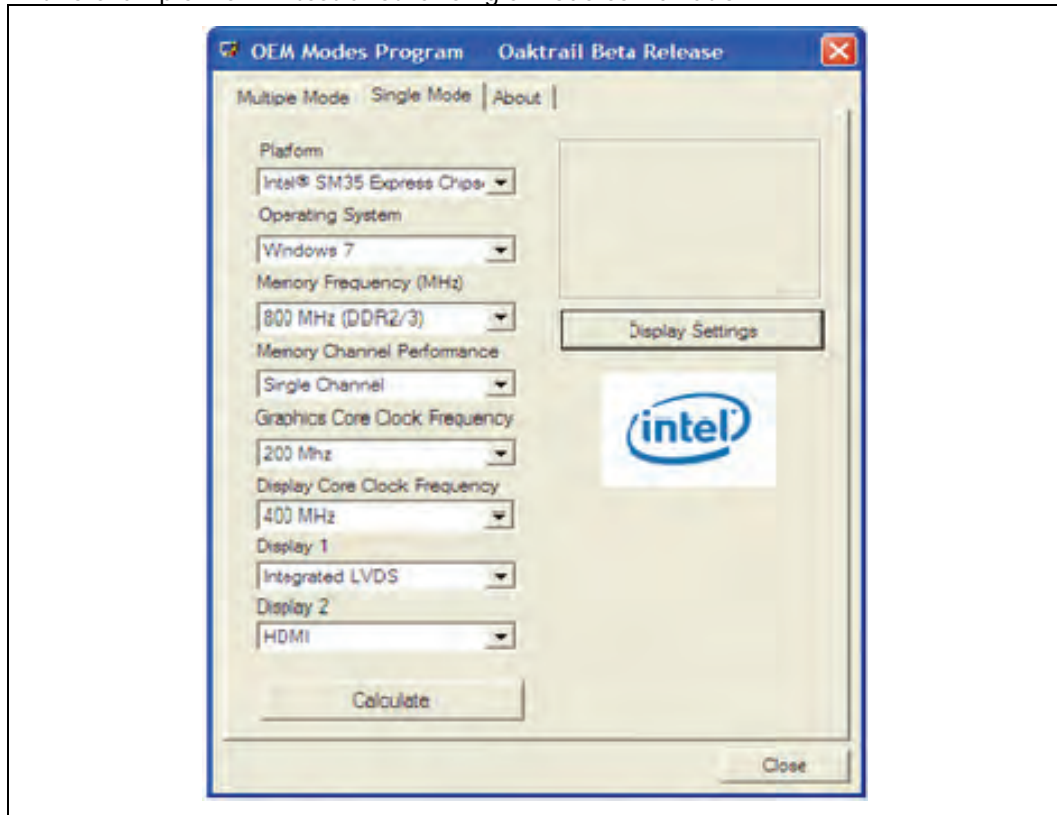 OEM Modes Program Oaktrail Beta Release
Multiple Mode Single Mode About
Platform
Intel® SM35 Express Chips
Operating System
Windows 7
Memory Frequency (MHz)
800 MHz (DDR2/3)
Memory Channel Performance
Single Channel
Graphics Core Clock Frequency
200 Mhz
Display Core Clock Frequency
400 MHz
Display 1
Integrated LVDS
Display 2
HDMI
Calculate
Display Settings
intel
Close